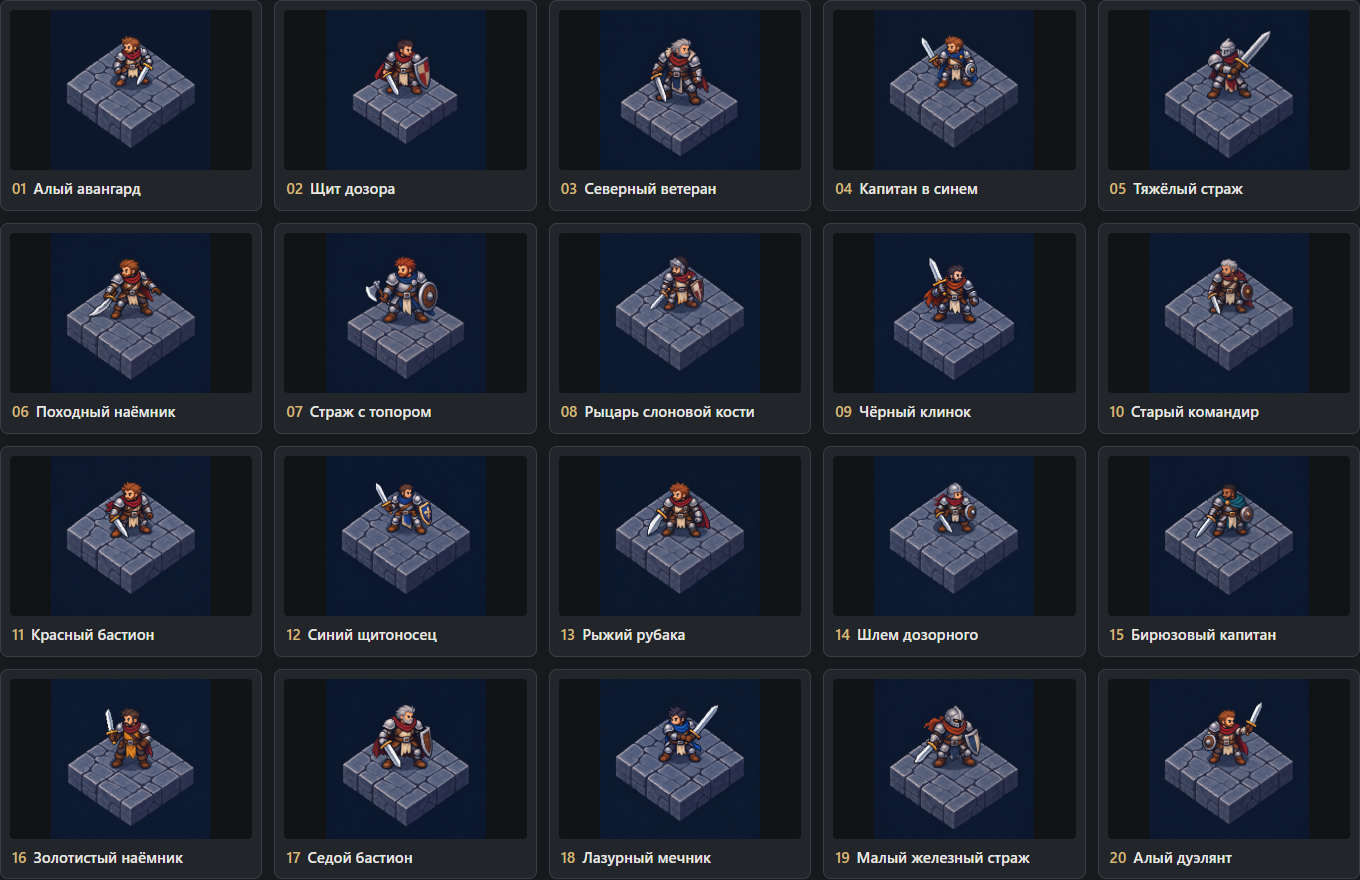 01 Алый авангард
02 Щит дозора
03 Северный ветеран
04 Капитан в синем
05 Тяжёлый страж
06 Походный наёмник
07 Страж с топором
08 Рыцарь слоновой кости
09 Чёрный клинок
10 Старый командир
11 Красный бастион
12 Синий щитоносец
13 Рыжий рубака
14 Шлем дозорного
15 Бирюзовый капитан
16 Золотистый наёмник
17 Седой бастион
18 Лазурный мечник
19 Малый железный страж
20 Алый дуэлянт